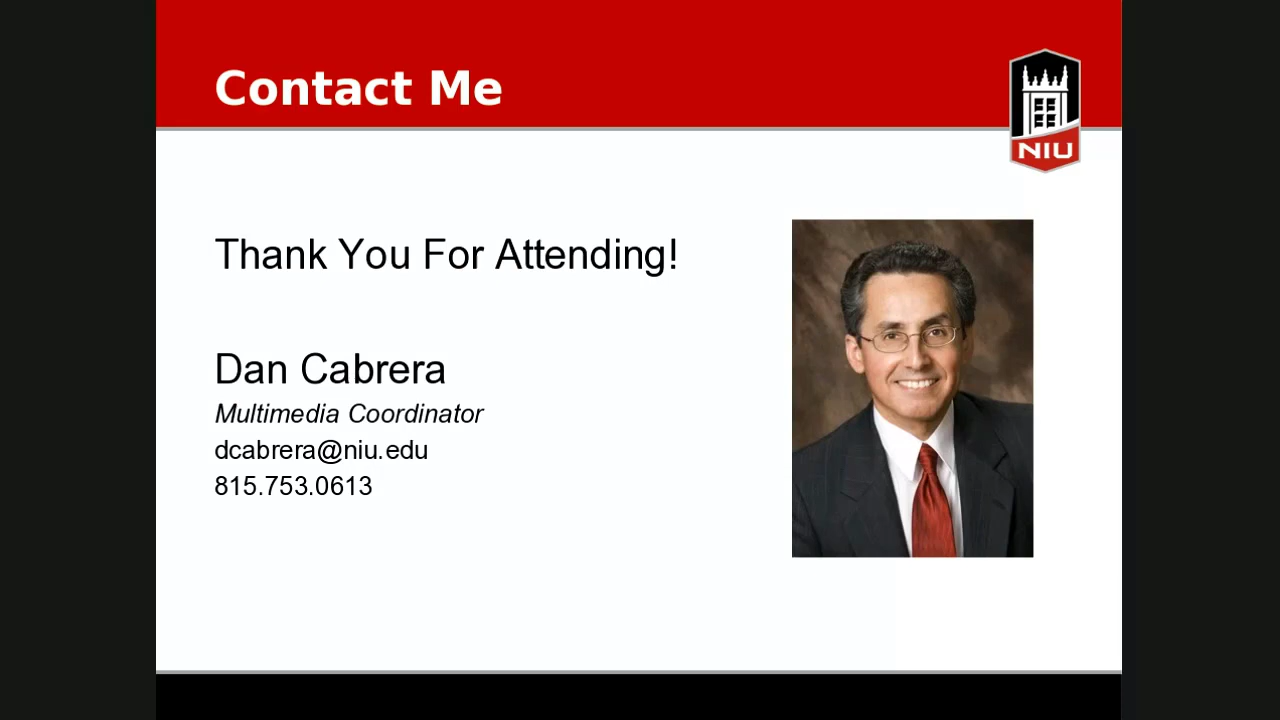 Contact Me
NIU
Thank You For Attending!
Dan Cabrera
Multimedia Coordinator
dcabrera@niu.edu
815.753.0613